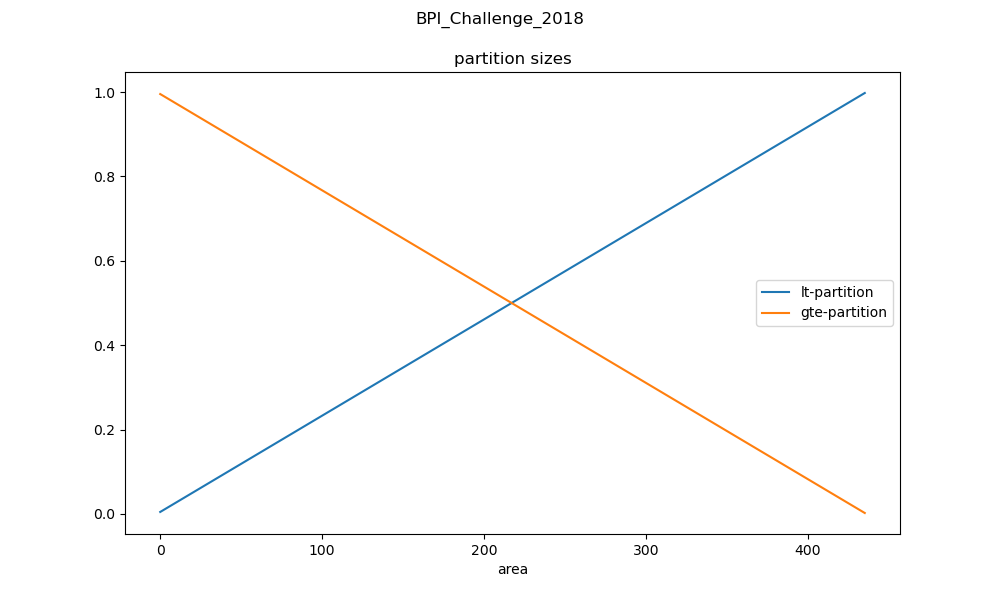 BPI_Challenge_2018
partition sizes
1.0
0.8
0.6
0.4
0.2
0.0
lt-partition
gte-partition
0 100 200 300 400
area